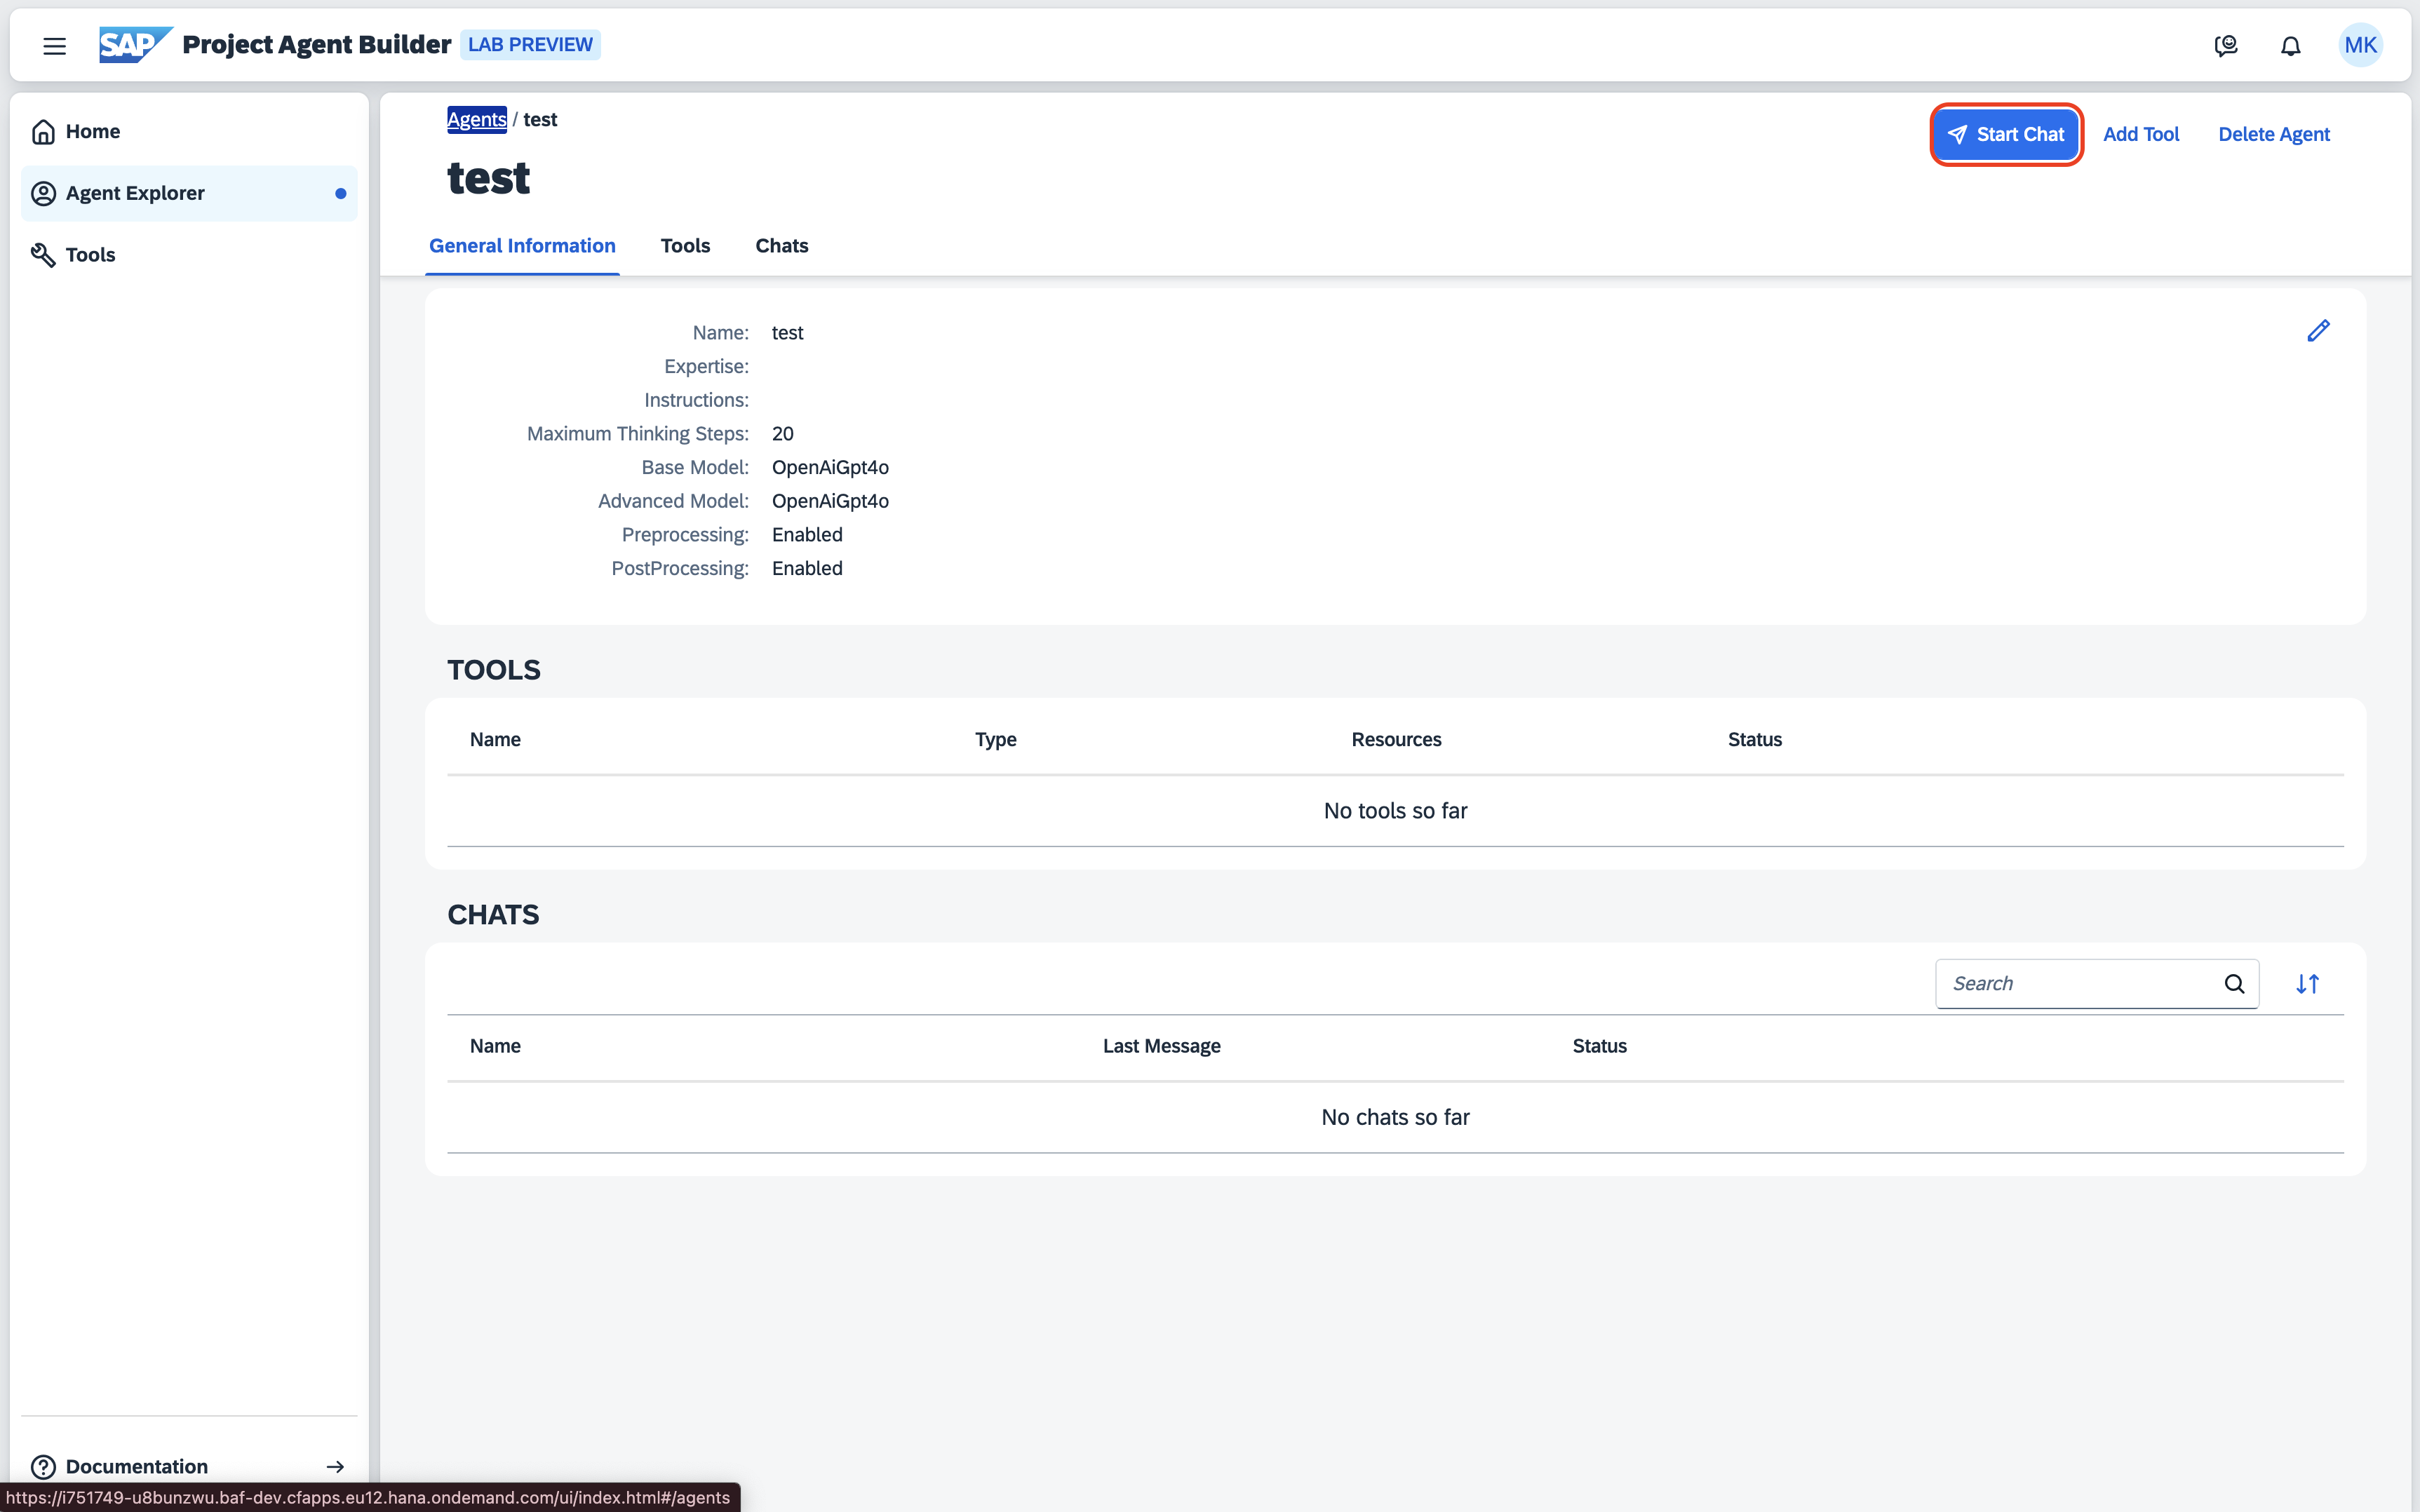 SAP Project Agent Builder LAB PREVIEW MK
Home
Agent Explorer
Tools
Documentation
Agents / test
Start Chat Add Tool Delete Agent
test
General Information Tools Chats
Name: test
Expertise:
Instructions:
Maximum Thinking Steps: 20
Base Model: OpenAiGpt4o
Advanced Model: OpenAiGpt4o
Preprocessing: Enabled
PostProcessing: Enabled
TOOLS
Name Type Resources Status
No tools so far
CHATS
Search
Name Last Message Status
No chats so far
https://i751749-u8bunzwu.baf-dev.cfapps.eu12.hana.ondemand.com/ui/index.html#/agents